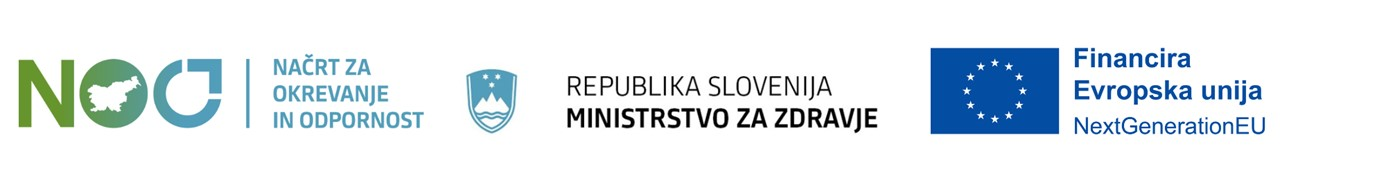 NOO
NAČRT ZA
OKREVANJE
IN ODPORNOST
REPUBLIKA SLOVENIJA
MINISTRSTVO ZA ZDRAVJE
Financira
Evropska unija
NextGenerationEU